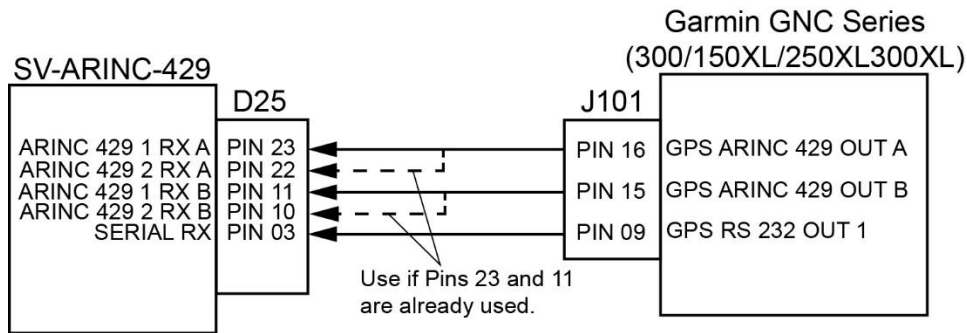 Garmin GNC Series
(300/150XL/250XL300XL)
SV-ARINC-429
D25
J101
ARINC 429 1 RX A PIN 23
ARINC 429 2 RX A PIN 22
ARINC 429 1 RX B PIN 11
ARINC 429 2 RX B PIN 10
SERIAL RX PIN 03
PIN 16 GPS ARINC 429 OUT A
PIN 15 GPS ARINC 429 OUT B
PIN 09 GPS RS 232 OUT 1
Use if Pins 23 and 11
are already used.